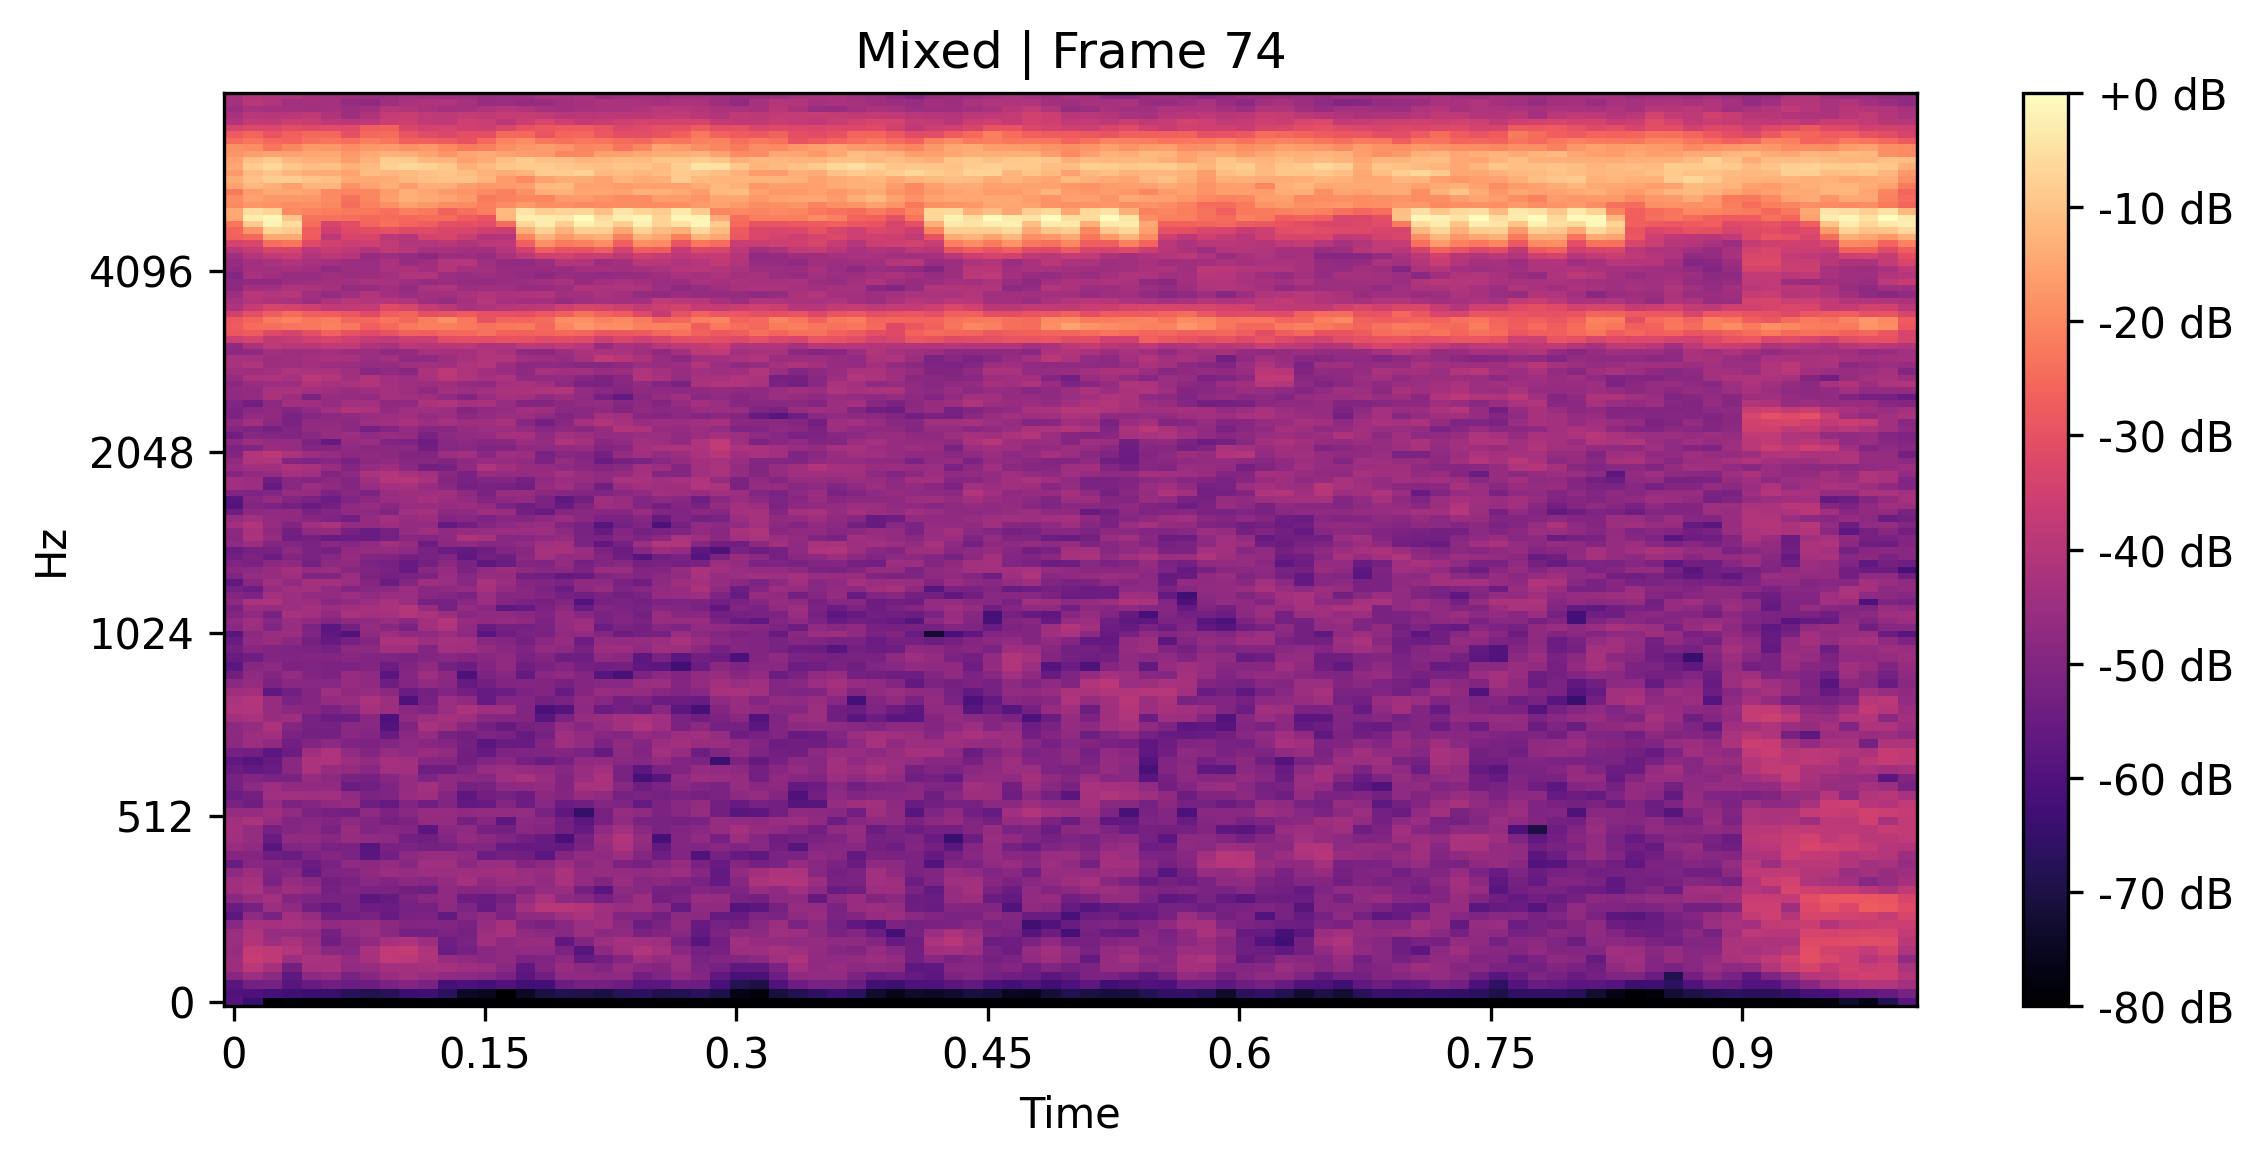 Mixed | Frame 74
+0 dB
-10 dB
-20 dB
-30 dB
-40 dB
-50 dB
-60 dB
-70 dB
-80 dB
4096
2048
1024
512
0
Hz
0 0.15 0.3 0.45 0.6 0.75 0.9
Time